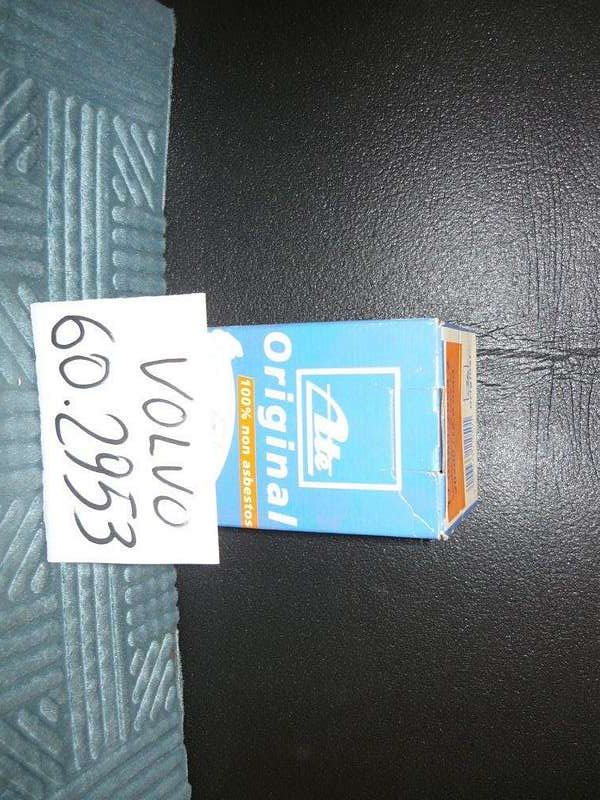 VOLVO
60.2953
Ate
original
100% non asbestos